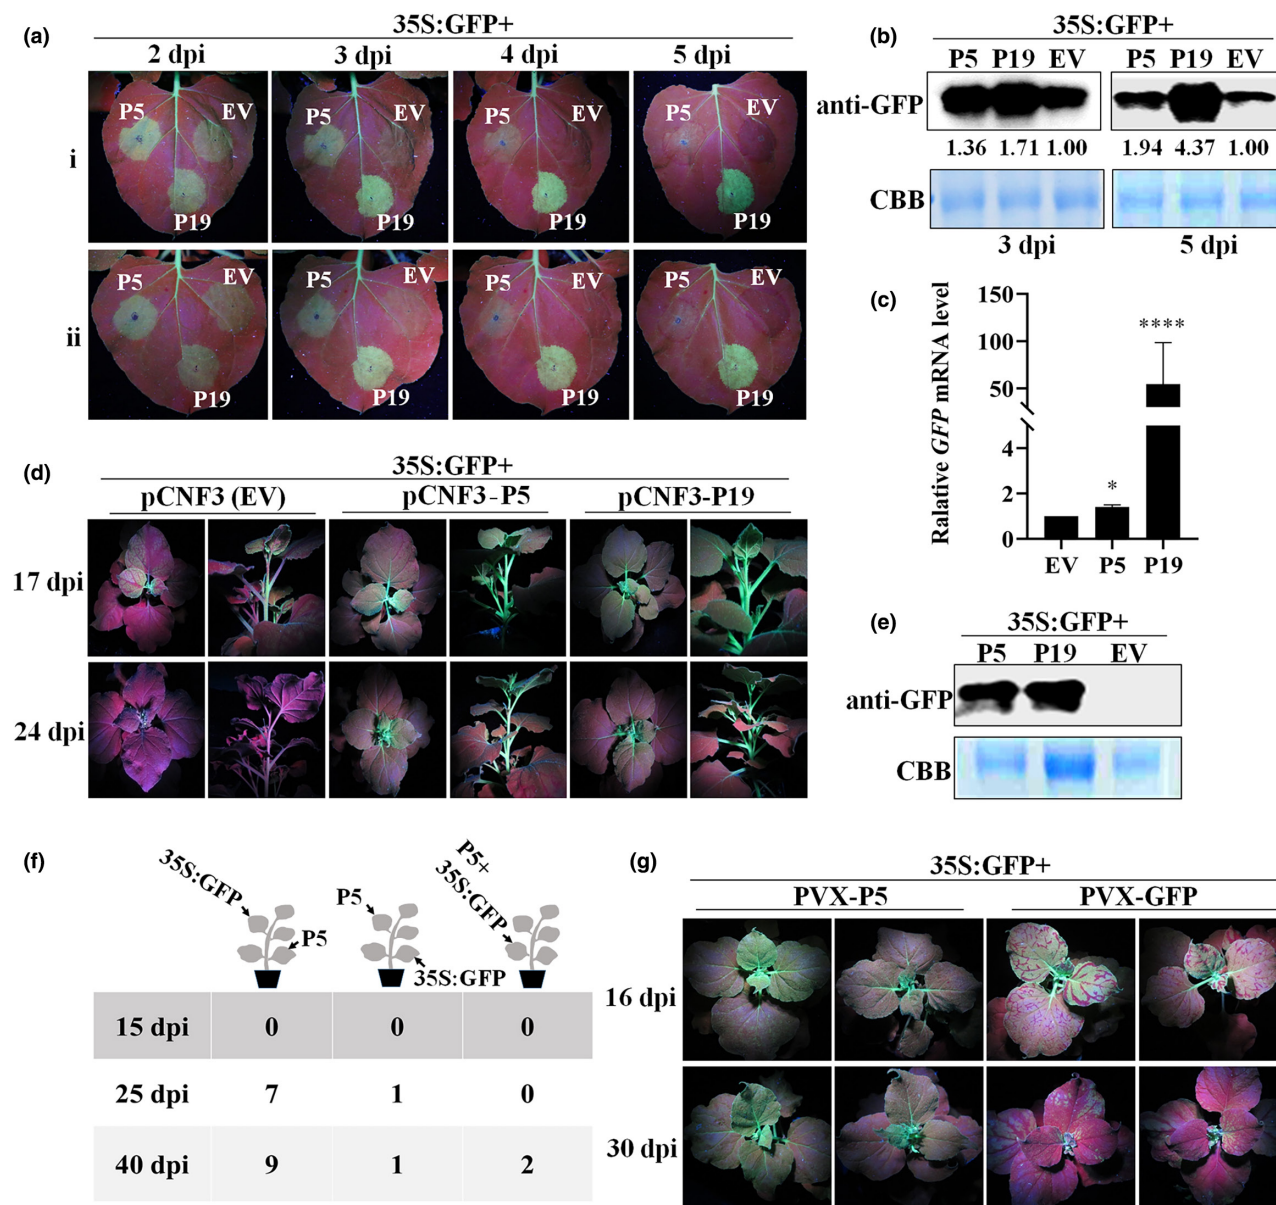 (a)
35S:GFP+
2 dpi 3 dpi 4 dpi 5 dpi
i
P5 EV P19
P5 EV P19
P5 EV P19
P5 EV P19
ii
P5 EV P19
P5 EV P19
P5 EV P19
P5 EV P19
(b)
35S:GFP+
P5 P19 EV P5 P19 EV
anti-GFP
1.36 1.71 1.00 1.94 4.37 1.00
CBB
3 dpi 5 dpi
(c)
Ralative GFP mRNA level
150
100
50
4
2
0
* ****
EV P5 P19
(d)
35S:GFP+
pCNF3 (EV) pCNF3-P5 pCNF3-P19
17 dpi
24 dpi
(e)
35S:GFP+
P5 P19 EV
anti-GFP
CBB
(f)
35S:GFP
P5
P5
35S:GFP
P5+
35S:GFP
15 dpi 0 0 0
25 dpi 7 1 0
40 dpi 9 1 2
(g)
35S:GFP+
PVX-P5 PVX-GFP
16 dpi
30 dpi